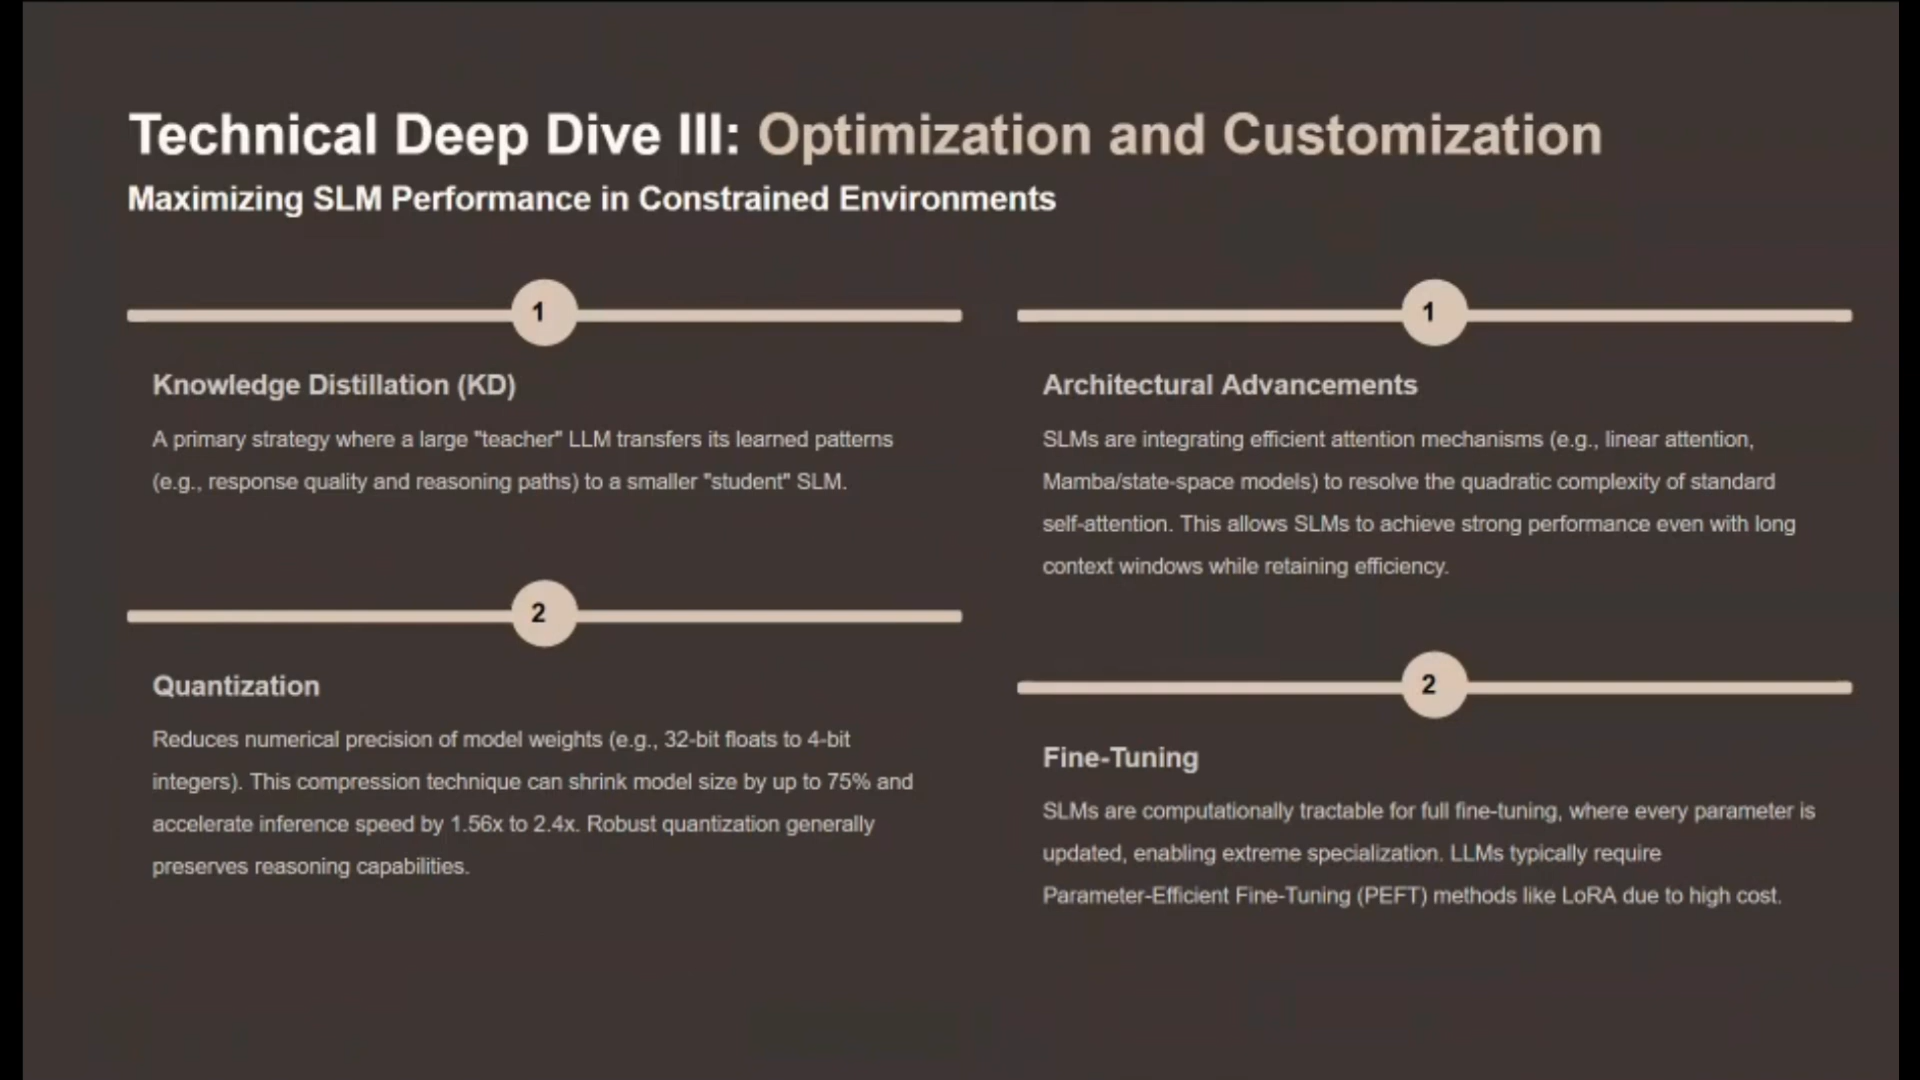 Technical Deep Dive III: Optimization and Customization
Maximizing SLM Performance in Constrained Environments
1
Knowledge Distillation (KD)
A primary strategy where a large "teacher" LLM transfers its learned patterns
(e.g., response quality and reasoning paths) to a smaller "student" SLM.
2
Quantization
Reduces numerical precision of model weights (e.g., 32-bit floats to 4-bit
integers). This compression technique can shrink model size by up to 75% and
accelerate inference speed by 1.56x to 2.4x. Robust quantization generally
preserves reasoning capabilities.
1
Architectural Advancements
SLMs are integrating efficient attention mechanisms (e.g., linear attention,
Mamba/state-space models) to resolve the quadratic complexity of standard
self-attention. This allows SLMs to achieve strong performance even with long
context windows while retaining efficiency.
2
Fine-Tuning
SLMs are computationally tractable for full fine-tuning, where every parameter is
updated, enabling extreme specialization. LLMs typically require
Parameter-Efficient Fine-Tuning (PEFT) methods like LoRA due to high cost.